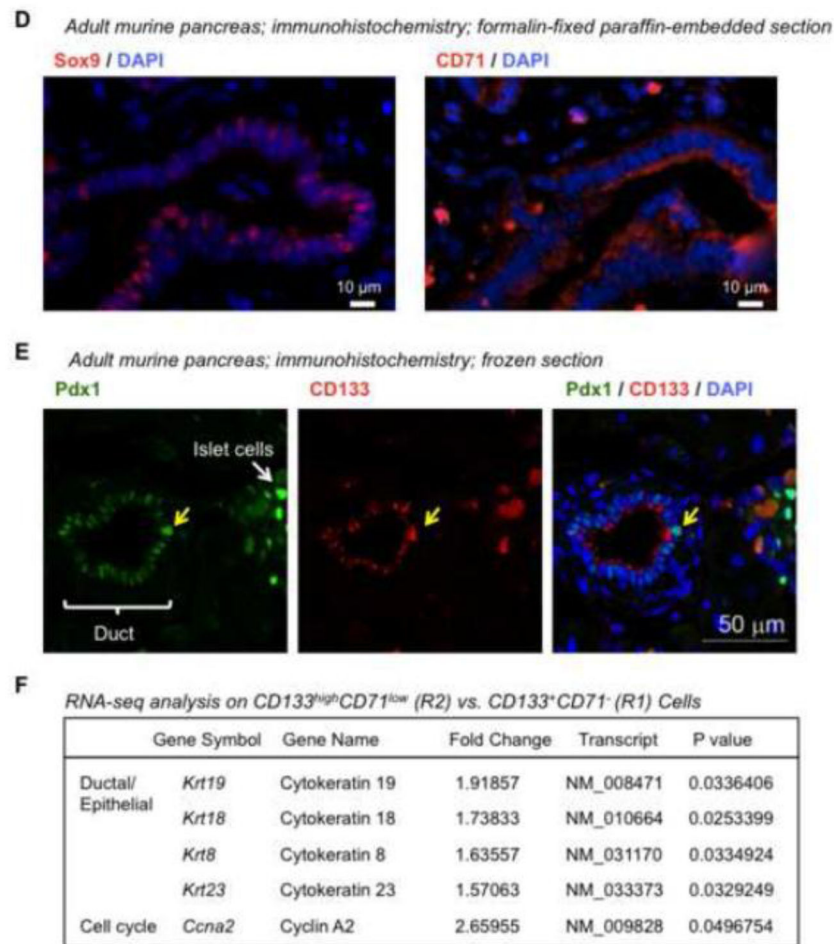 D
Adult murine pancreas; immunohistochemistry; formalin-fixed paraffin-embedded section
Sox9 / DAPI
CD71 / DAPI
10 μm
10 μm
E
Adult murine pancreas; immunohistochemistry; frozen section
Pdx1
CD133
Pdx1 / CD133 / DAPI
Islet cells
Duct
50 μm
F
RNA-seq analysis on CD133highCD71low (R2) vs. CD133+CD71- (R1) Cells
Gene Symbol Gene Name Fold Change Transcript P value
Ductal/ Krt19 Cytokeratin 19 1.91857 NM_008471 0.0336406
Epithelial
Krt18 Cytokeratin 18 1.73833 NM_010664 0.0253399
Krt8 Cytokeratin 8 1.63557 NM_031170 0.0334924
Krt23 Cytokeratin 23 1.57063 NM_033373 0.0329249
Cell cycle Ccna2 Cyclin A2 2.65955 NM_009828 0.0496754